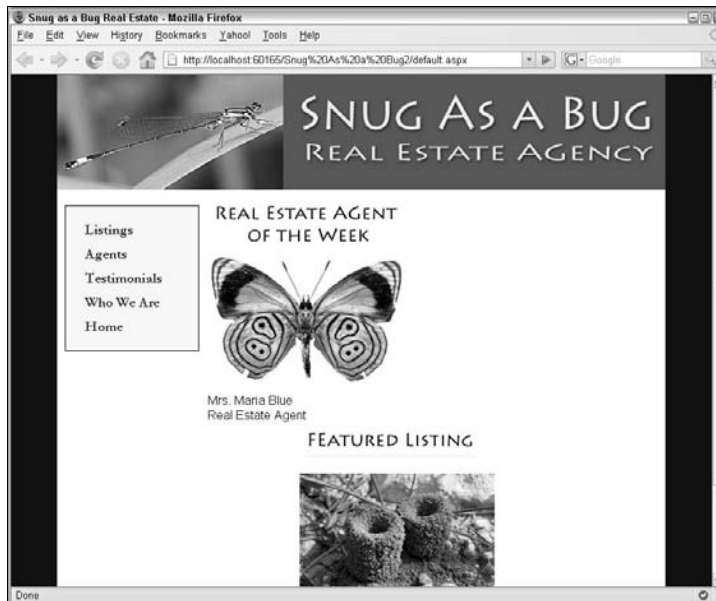 Snug as a Bug Real Estate - Mozilla Firefox
File Edit View History Bookmarks Yahoo! Tools Help
http://localhost:60165/Snug%20As%20a%20Bug2/default.aspx
G Google
Snug As a Bug
Real Estate Agency
Listings
Agents
Testimonials
Who We Are
Home
Real Estate AGent
of the Week
Mrs. Maria Blue
Real Estate Agent
FEatured Listing
Done